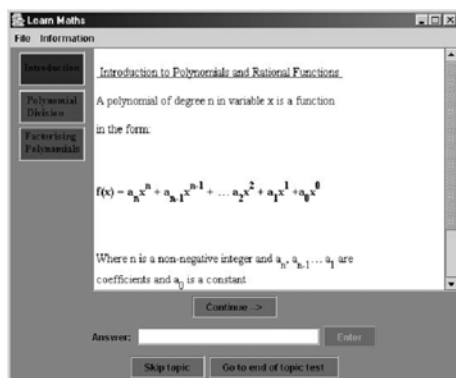 Learn Maths
File Information
Introduction
Polynomial
Division
Factorising
Polynomials
Introduction to Polynomials and Rational Functions
A polynomial of degree n in variable x is a function
in the form:
f(x) = aₙxⁿ + aₙ₋₁xⁿ⁻¹ + … a₂x² + a₁x¹ +a₀x⁰
Where n is a non-negative integer and aₙ, aₙ₋₁… a₁ are
coefficients and a₀ is a constant
Continue -->
Answer: Enter
Skip topic Go to end of topic test